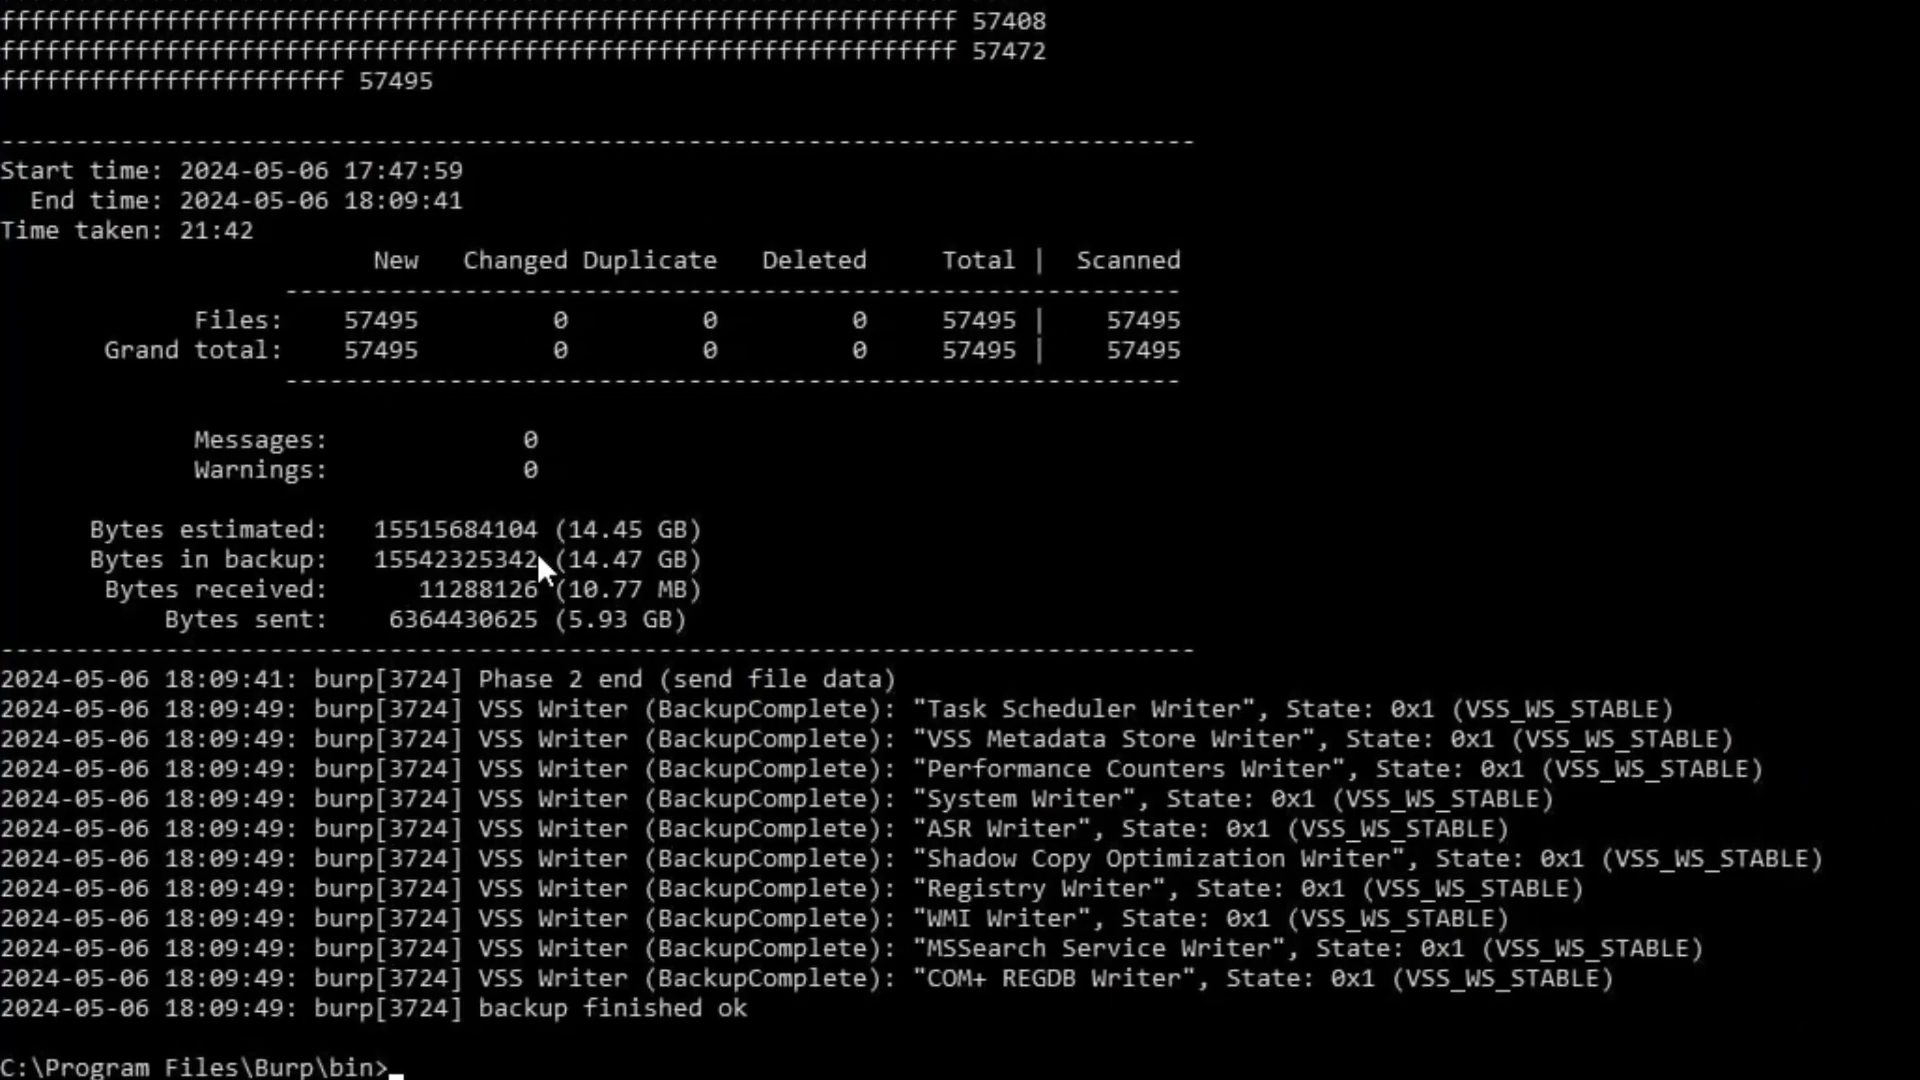 ffffffffffffffffffffffffffffffffffffffffffffffffffffffffffffffff 57408
ffffffffffffffffffffffffffffffffffffffffffffffffffffffffffffffff 57472
fffffffffffffffffffffff 57495
--------------------------------------------------------------------------------
Start time: 2024-05-06 17:47:59
  End time: 2024-05-06 18:09:41
Time taken: 21:42
                         New   Changed Duplicate   Deleted     Total |  Scanned
                   ------------------------------------------------------------
             Files:    57495         0         0         0     57495 |    57495
       Grand total:    57495         0         0         0     57495 |    57495
                   ------------------------------------------------------------
             Messages:             0
             Warnings:             0
      Bytes estimated:   15515684104 (14.45 GB)
      Bytes in backup:   15542325342 (14.47 GB)
       Bytes received:      11288126 (10.77 MB)
           Bytes sent:    6364430625 (5.93 GB)
--------------------------------------------------------------------------------
2024-05-06 18:09:41: burp[3724] Phase 2 end (send file data)
2024-05-06 18:09:49: burp[3724] VSS Writer (BackupComplete): "Task Scheduler Writer", State: 0x1 (VSS_WS_STABLE)
2024-05-06 18:09:49: burp[3724] VSS Writer (BackupComplete): "VSS Metadata Store Writer", State: 0x1 (VSS_WS_STABLE)
2024-05-06 18:09:49: burp[3724] VSS Writer (BackupComplete): "Performance Counters Writer", State: 0x1 (VSS_WS_STABLE)
2024-05-06 18:09:49: burp[3724] VSS Writer (BackupComplete): "System Writer", State: 0x1 (VSS_WS_STABLE)
2024-05-06 18:09:49: burp[3724] VSS Writer (BackupComplete): "ASR Writer", State: 0x1 (VSS_WS_STABLE)
2024-05-06 18:09:49: burp[3724] VSS Writer (BackupComplete): "Shadow Copy Optimization Writer", State: 0x1 (VSS_WS_STABLE)
2024-05-06 18:09:49: burp[3724] VSS Writer (BackupComplete): "Registry Writer", State: 0x1 (VSS_WS_STABLE)
2024-05-06 18:09:49: burp[3724] VSS Writer (BackupComplete): "WMI Writer", State: 0x1 (VSS_WS_STABLE)
2024-05-06 18:09:49: burp[3724] VSS Writer (BackupComplete): "MSSearch Service Writer", State: 0x1 (VSS_WS_STABLE)
2024-05-06 18:09:49: burp[3724] VSS Writer (BackupComplete): "COM+ REGDB Writer", State: 0x1 (VSS_WS_STABLE)
2024-05-06 18:09:49: burp[3724] backup finished ok
C:\Program Files\Burp\bin>